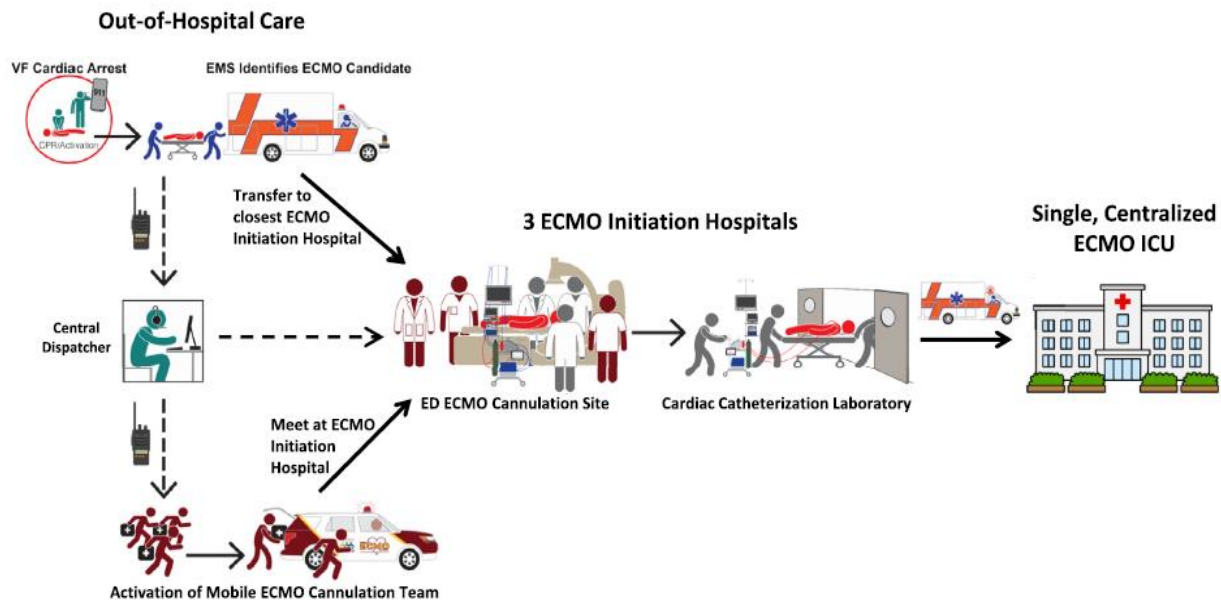 Out-of-Hospital Care
VF Cardiac Arrest
EMS Identifies ECMO Candidate
911
CPR/Activation
Transfer to
closest ECMO
Initiation Hospital
3 ECMO Initiation Hospitals
Single, Centralized
ECMO ICU
Central
Dispatcher
ED ECMO Cannulation Site
Cardiac Catheterization Laboratory
Meet at ECMO
Initiation
Hospital
ECMO
Activation of Mobile ECMO Cannulation Team